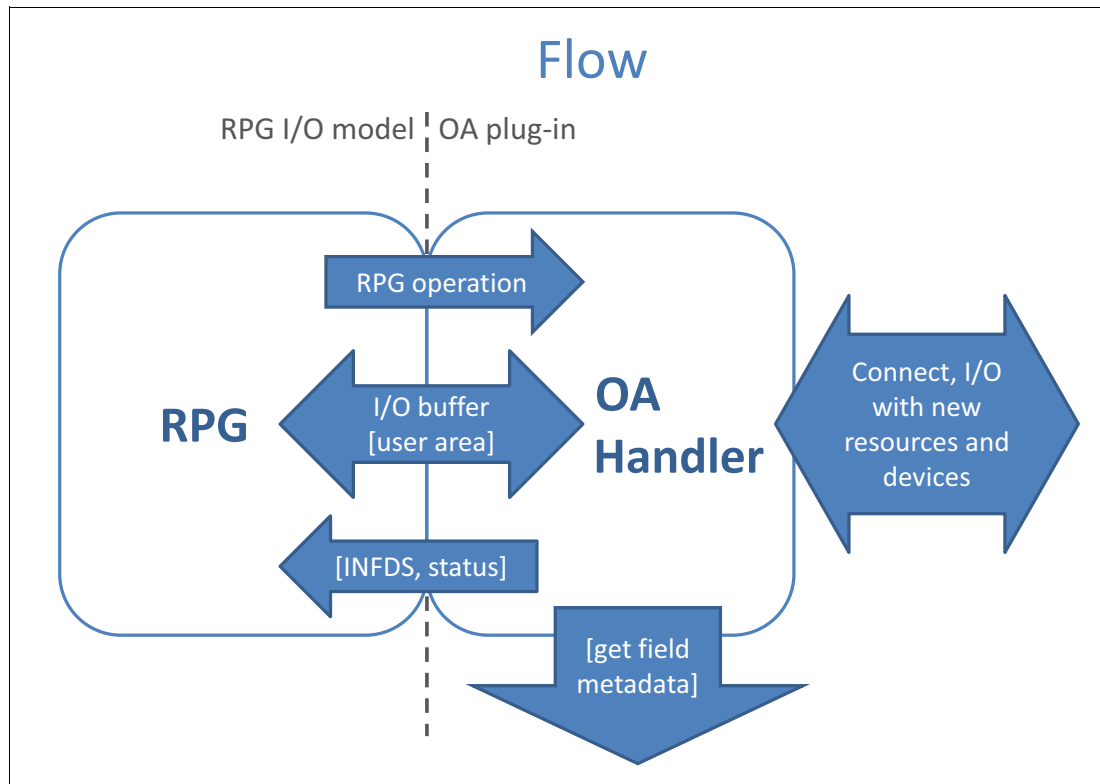 Flow
RPG I/O model
OA plug-in
RPG operation
RPG
I/O buffer
[user area]
OA
Handler
Connect, I/O
with new
resources and
devices
[INFDS, status]
[get field
metadata]